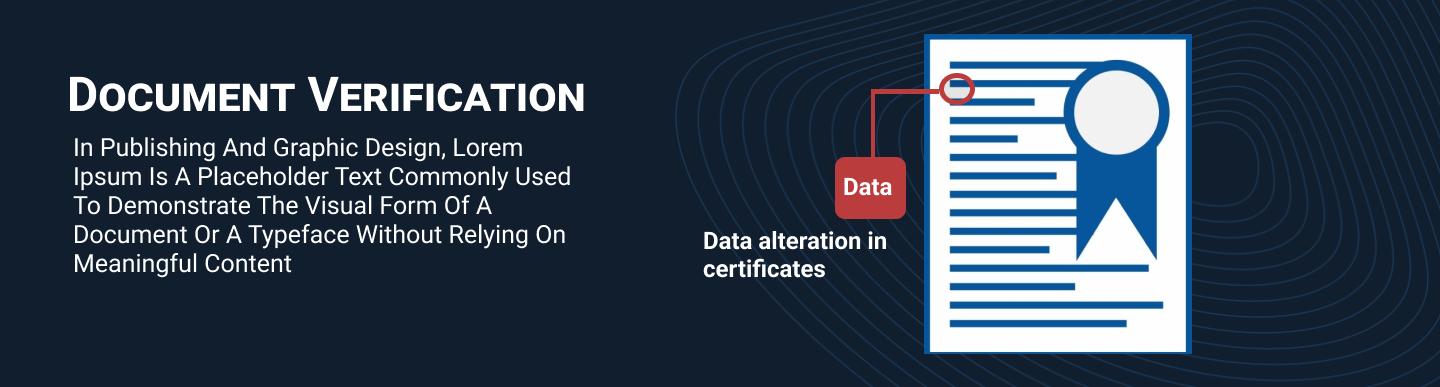 Document Verification
In Publishing And Graphic Design, Lorem
Ipsum Is A Placeholder Text Commonly Used
To Demonstrate The Visual Form Of A
Document Or A Typeface Without Relying On
Meaningful Content
Data
Data alteration in
certificates